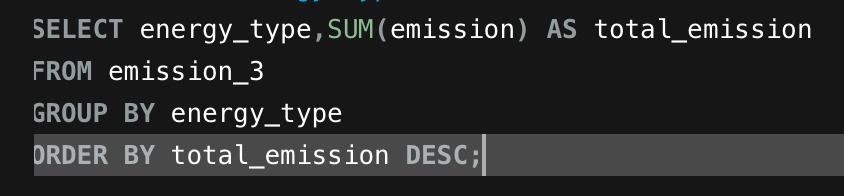 SELECT energy_type,SUM(emission) AS total_emission
FROM emission_3
GROUP BY energy_type
ORDER BY total_emission DESC;